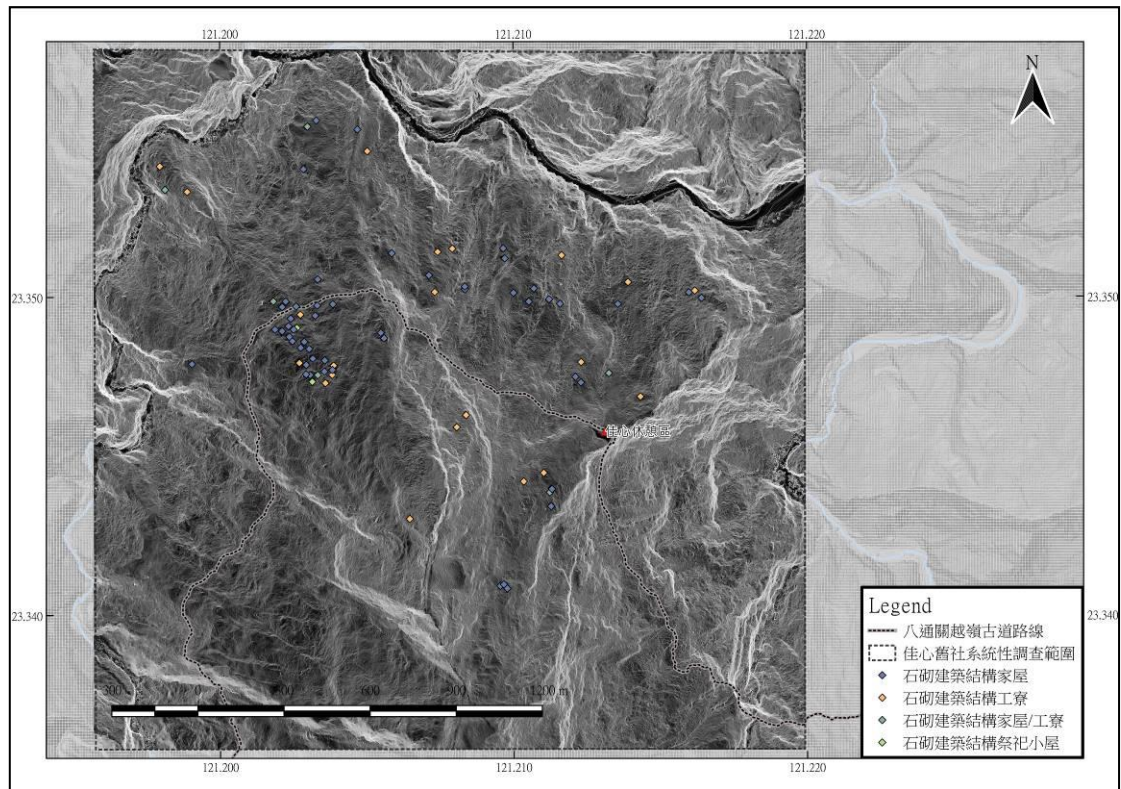 121.200 121.210 121.220
N
23.350 23.350
佳心休憩區
23.340 23.340
Legend
八通關越嶺古道路線
佳心舊社系統性調查範圍
石砌建築結構家屋
石砌建築結構工寮
石砌建築結構家屋/工寮
石砌建築結構祭祀小屋
300 0 300 600 900 1,200 m
121.200 121.210 121.220